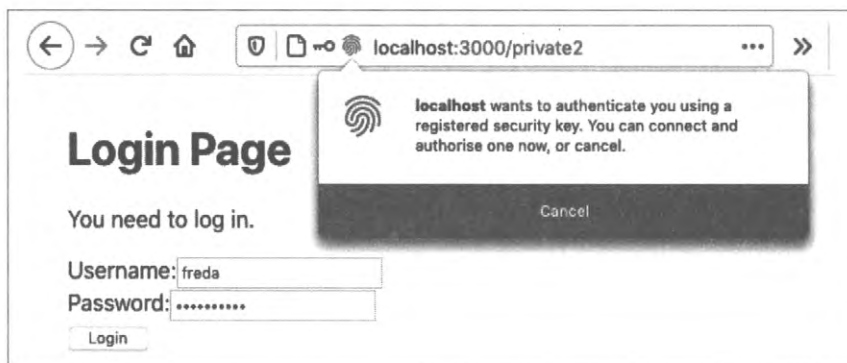 localhost:3000/private2
localhost wants to authenticate you using a
registered security key. You can connect and
authorise one now, or cancel.
Cancel
Login Page
You need to log in.
Username: freda
Password: ••••••••••
Login